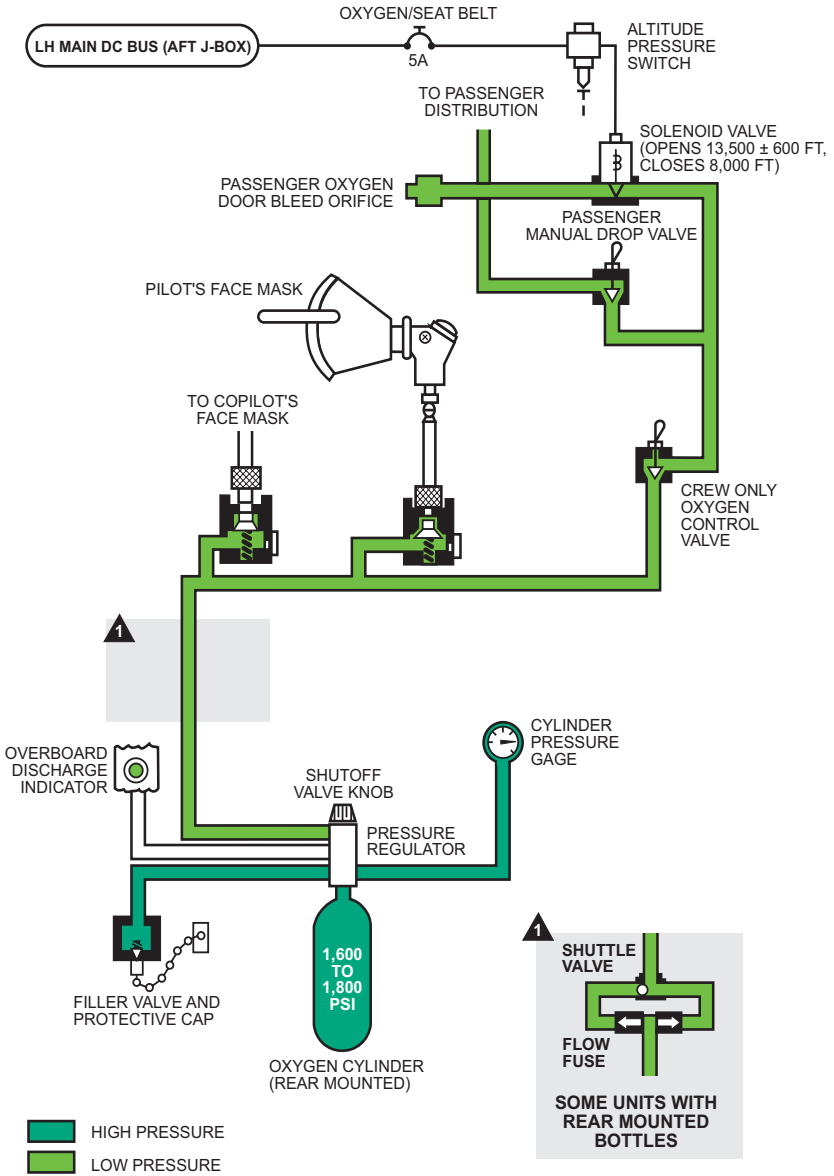 OXYGEN/SEAT BELT
LH MAIN DC BUS (AFT J-BOX)
5A
ALTITUDE
PRESSURE
SWITCH
TO PASSENGER
DISTRIBUTION
SOLENOID VALVE
(OPENS 13,500 ± 600 FT,
CLOSES 8,000 FT)
PASSENGER OXYGEN
DOOR BLEED ORIFICE
PASSENGER
MANUAL DROP VALVE
PILOT'S FACE MASK
TO COPILOT'S
FACE MASK
CREW ONLY
OXYGEN
CONTROL
VALVE
1
OVERBOARD
DISCHARGE
INDICATOR
SHUTOFF
VALVE KNOB
CYLINDER
PRESSURE
GAGE
PRESSURE
REGULATOR
1,600
TO
1,800
PSI
FILLER VALVE AND
PROTECTIVE CAP
OXYGEN CYLINDER
(REAR MOUNTED)
1
SHUTTLE
VALVE
FLOW
FUSE
SOME UNITS WITH
REAR MOUNTED
BOTTLES
HIGH PRESSURE
LOW PRESSURE